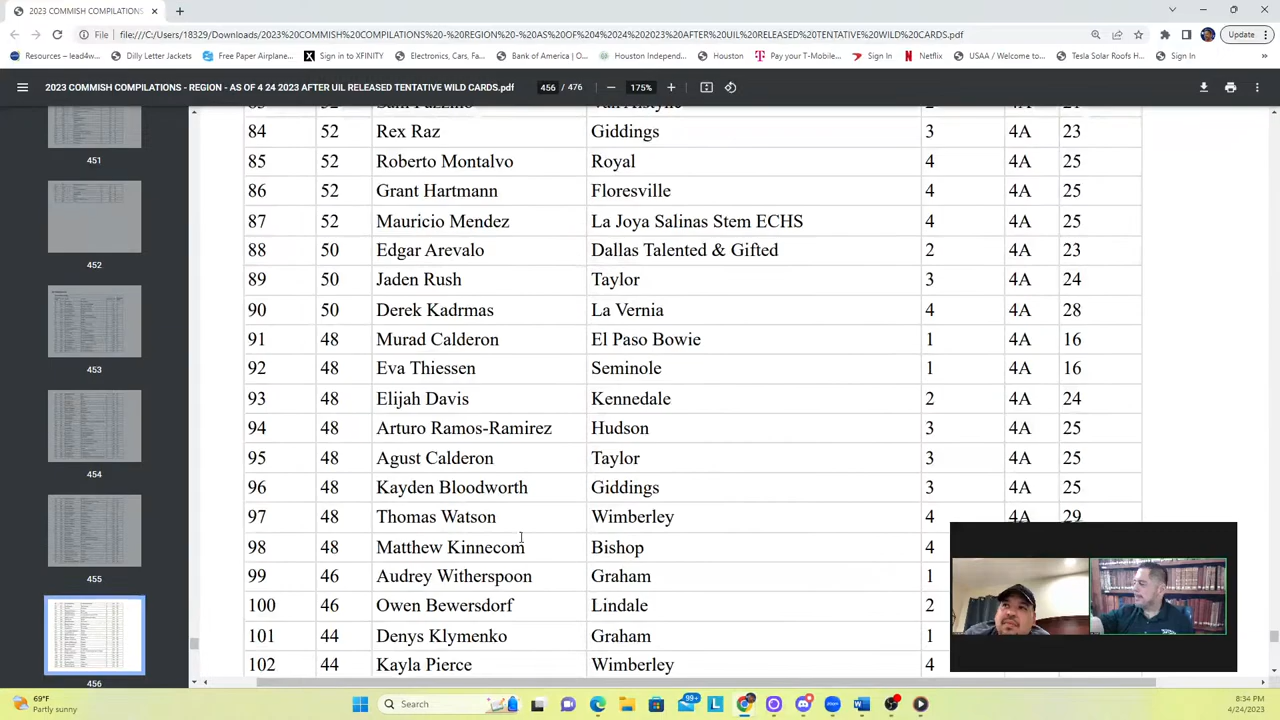 2023 COMMISH COMPILATIONS
File | file:///C:/Users/18329/Downloads/2023%20COMMISH%20COMPILATIONS%20-%20REGION%20-%20AS%20OF%204%2024%202023%20AFTER%20UIL%20RELEASED%20TENTATIVE%20WILD%20CARDS.pdf
Update
Resources – lead4w... Dilly Letter Jackets Free Paper Airplane... Sign in to XFINITY Electronics, Cars, F... Bank of America | O... Houston Independ... Houston Pay your T-Mobile... Sign In Netflix USAA / Welcome to... Tesla Solar Roofs H... Sign In
2023 COMMISH COMPILATIONS - REGION - AS OF 4 24 2023 AFTER UIL RELEASED TENTATIVE WILD CARDS.pdf 456 / 476 175%
84 52 Rex Raz Giddings 3 4A 23
85 52 Roberto Montalvo Royal 4 4A 25
86 52 Grant Hartmann Floresville 4 4A 25
87 52 Mauricio Mendez La Joya Salinas Stem ECHS 4 4A 25
88 50 Edgar Arevalo Dallas Talented & Gifted 2 4A 23
89 50 Jaden Rush Taylor 3 4A 24
90 50 Derek Kadrmas La Vernia 4 4A 28
91 48 Murad Calderon El Paso Bowie 1 4A 16
92 48 Eva Thiessen Seminole 1 4A 16
93 48 Elijah Davis Kennedale 2 4A 24
94 48 Arturo Ramos-Ramirez Hudson 3 4A 25
95 48 Agust Calderon Taylor 3 4A 25
96 48 Kayden Bloodworth Giddings 3 4A 25
97 48 Thomas Watson Wimberley 4 4A 29
98 48 Matthew Bishop 4
99 46 Audrey Witherspoon Graham 1
100 46 Owen Bewersdorf Lindale 2
101 44 Denys Klymenko Graham 1
102 44 Kayla Pierce Wimberley 4
451
452
453
454
455
456
69°F
Partly sunny
Search
99+
8:34 PM
4/24/2023